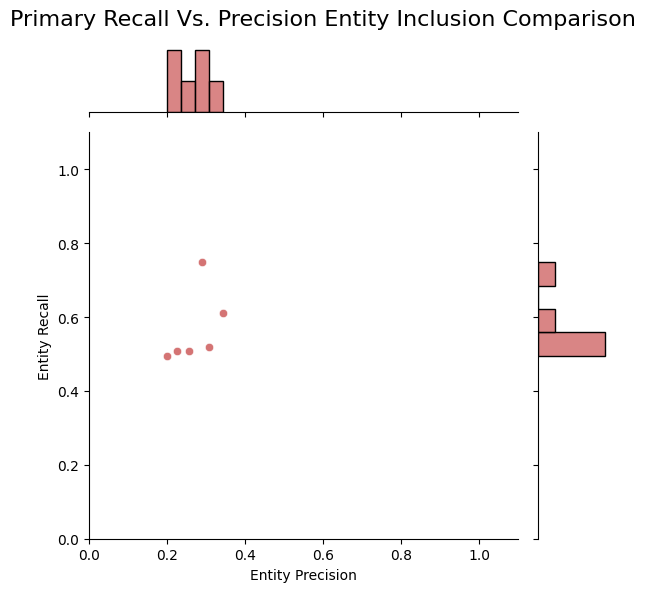 Primary Recall Vs. Precision Entity Inclusion Comparison
1.0
0.8
0.6
0.4
0.2
0.0
Entity Recall
0.0 0.2 0.4 0.6 0.8 1.0
Entity Precision